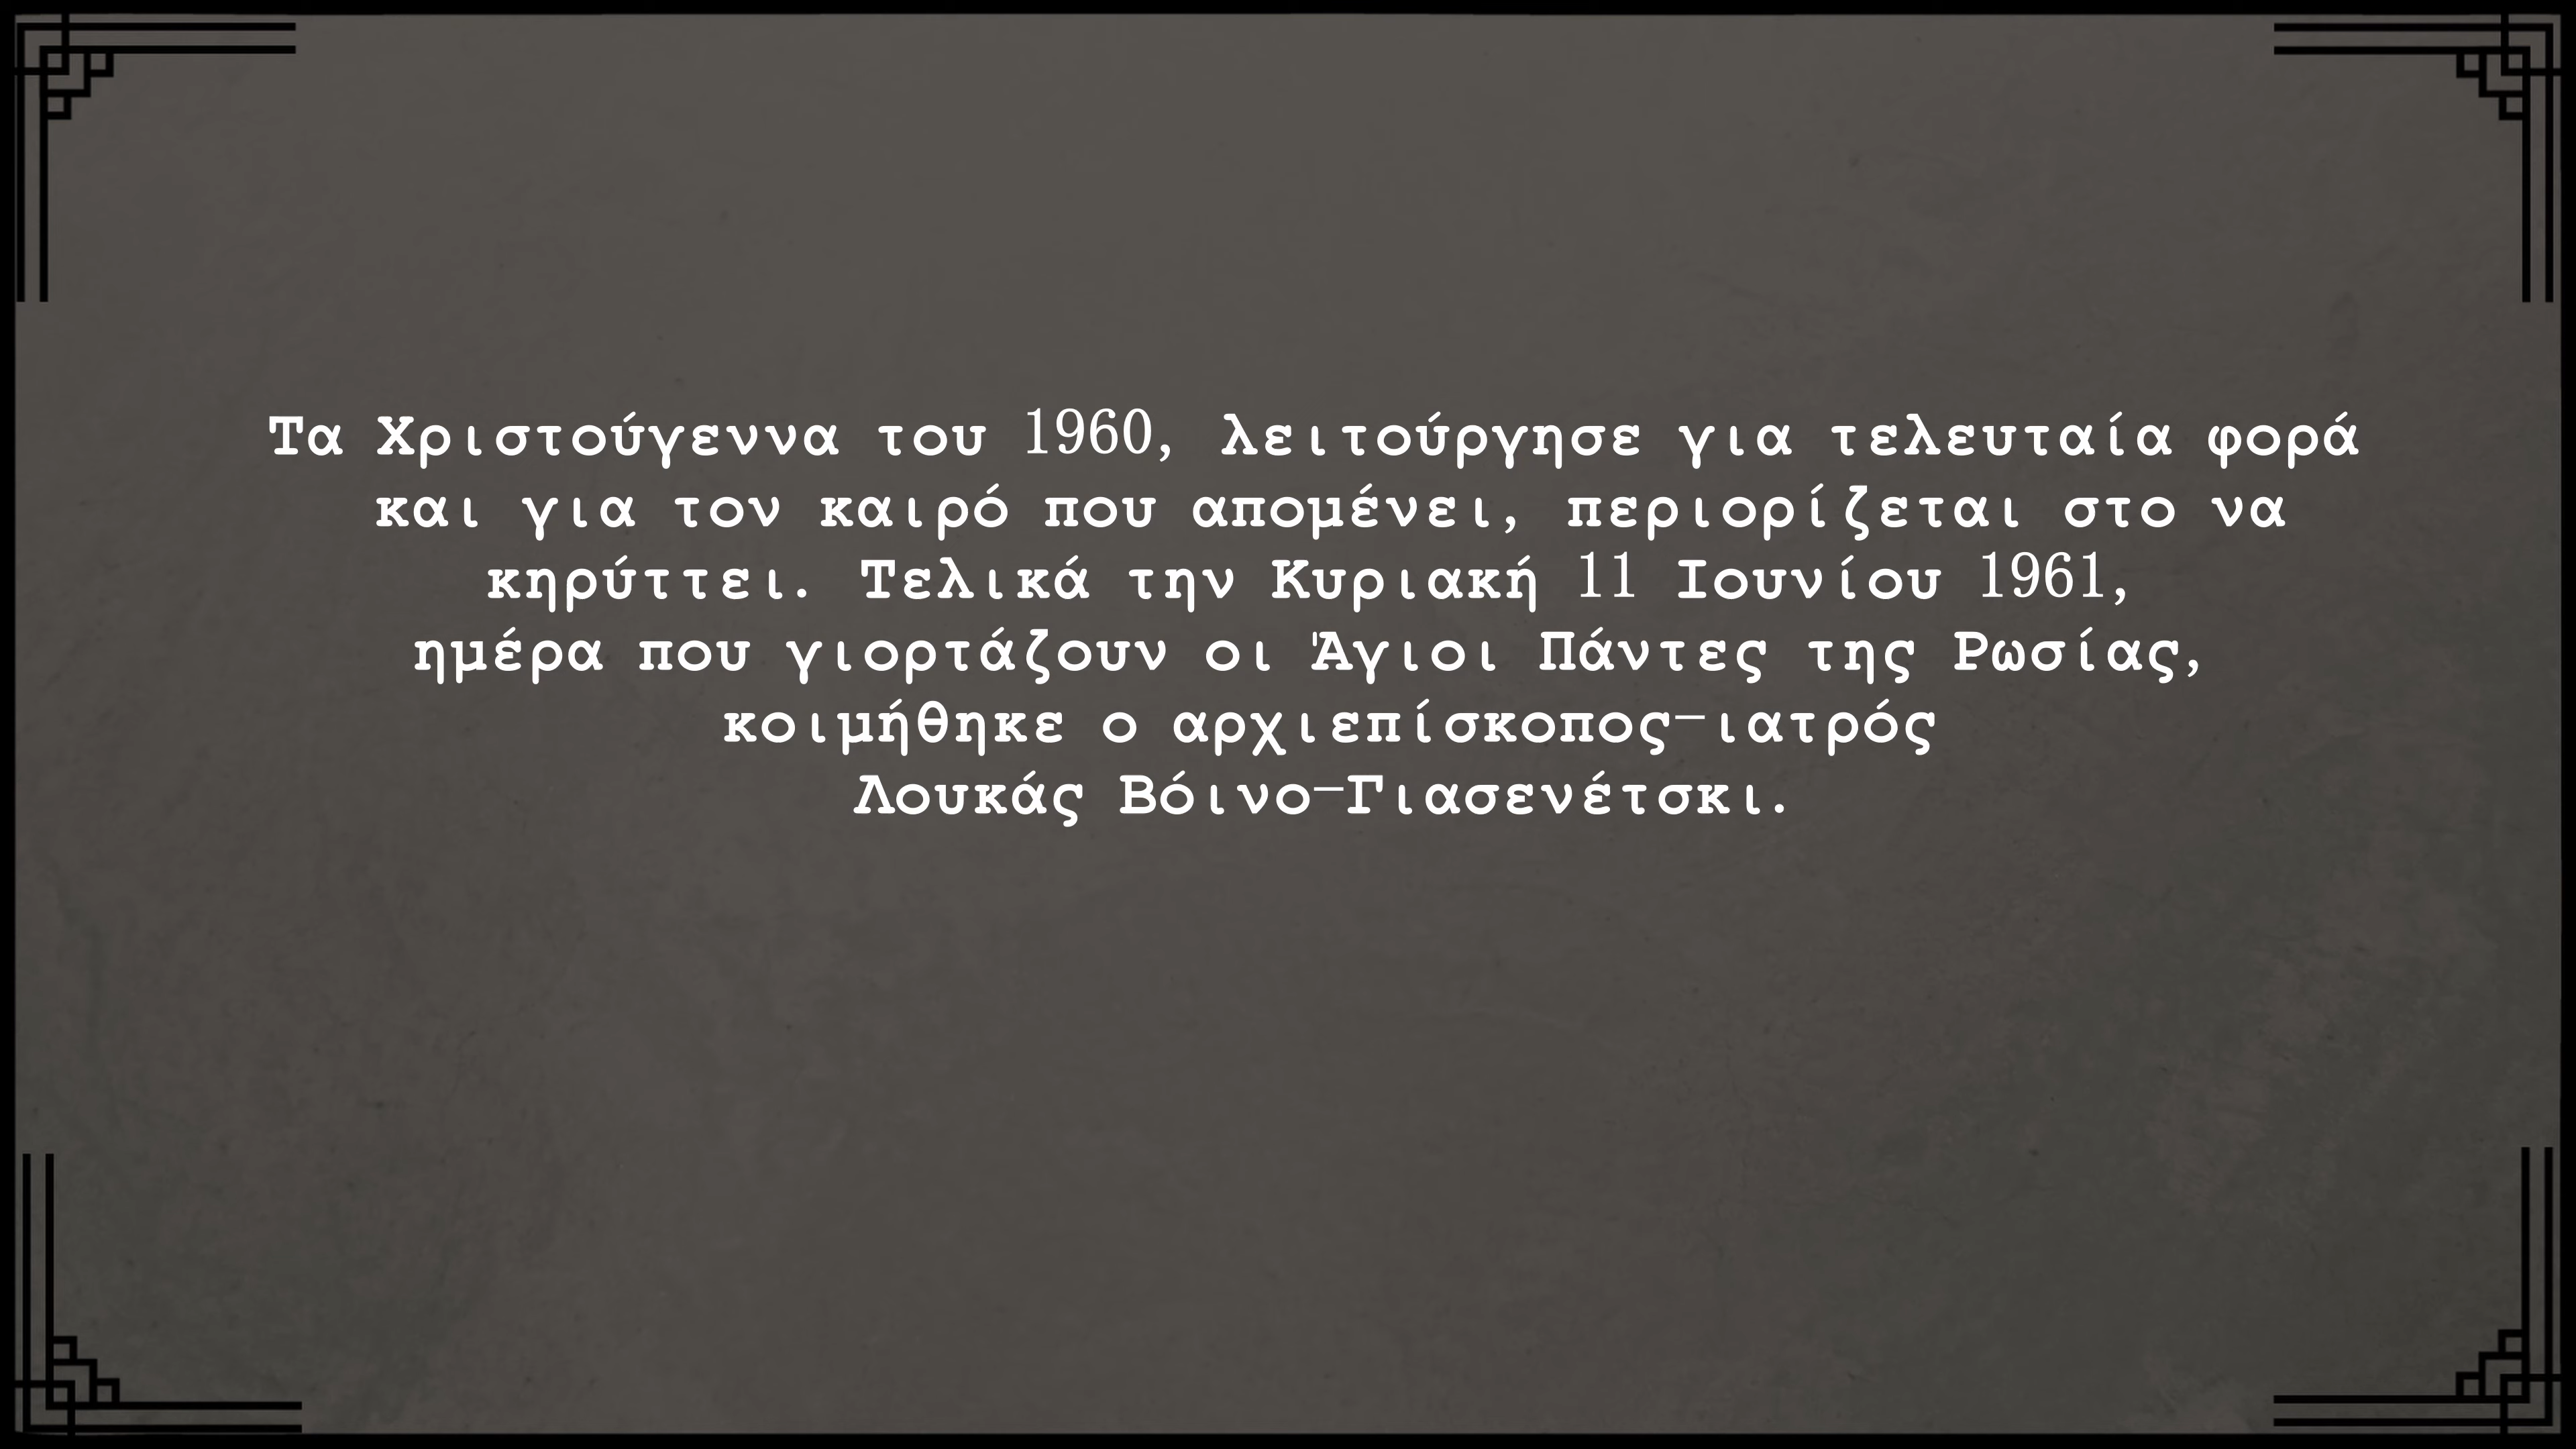 Τα Χριστούγεννα του 1960, λειτούργησε για τελευταία φορά
και για τον καιρό που απομένει, περιορίζεται στο να
κηρύττει. Τελικά την Κυριακή 11 Ιουνίου 1961,
ημέρα που γιορτάζουν οι Άγιοι Πάντες της Ρωσίας,
κοιμήθηκε ο αρχιεπίσκοπος–ιατρός
Λουκάς Βόινο–Γιασενέτσκι.